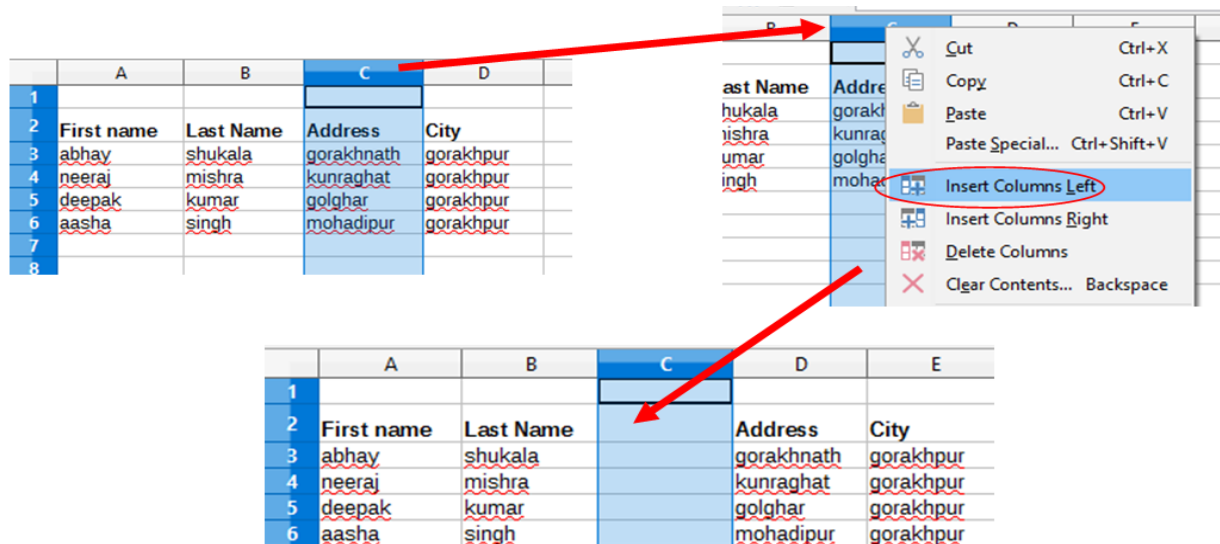 A B C D
1
2 First name Last Name Address City
3 abhay shukala gorakhnath gorakhpur
4 neeraj mishra kunraghat gorakhpur
5 deepak kumar golghar gorakhpur
6 aasha singh mohadipur gorakhpur
7
8
Cut Ctrl+X
ast Name Addre Copy Ctrl+C
hukala gorakh Paste Ctrl+V
ishra kunrag Paste Special... Ctrl+Shift+V
umar golgha
ingh moha Insert Columns Left
Insert Columns Right
Delete Columns
Clear Contents... Backspace
A B C D E
1
2 First name Last Name Address City
3 abhay shukala gorakhnath gorakhpur
4 neeraj mishra kunraghat gorakhpur
5 deepak kumar golghar gorakhpur
6 aasha singh mohadipur gorakhpur